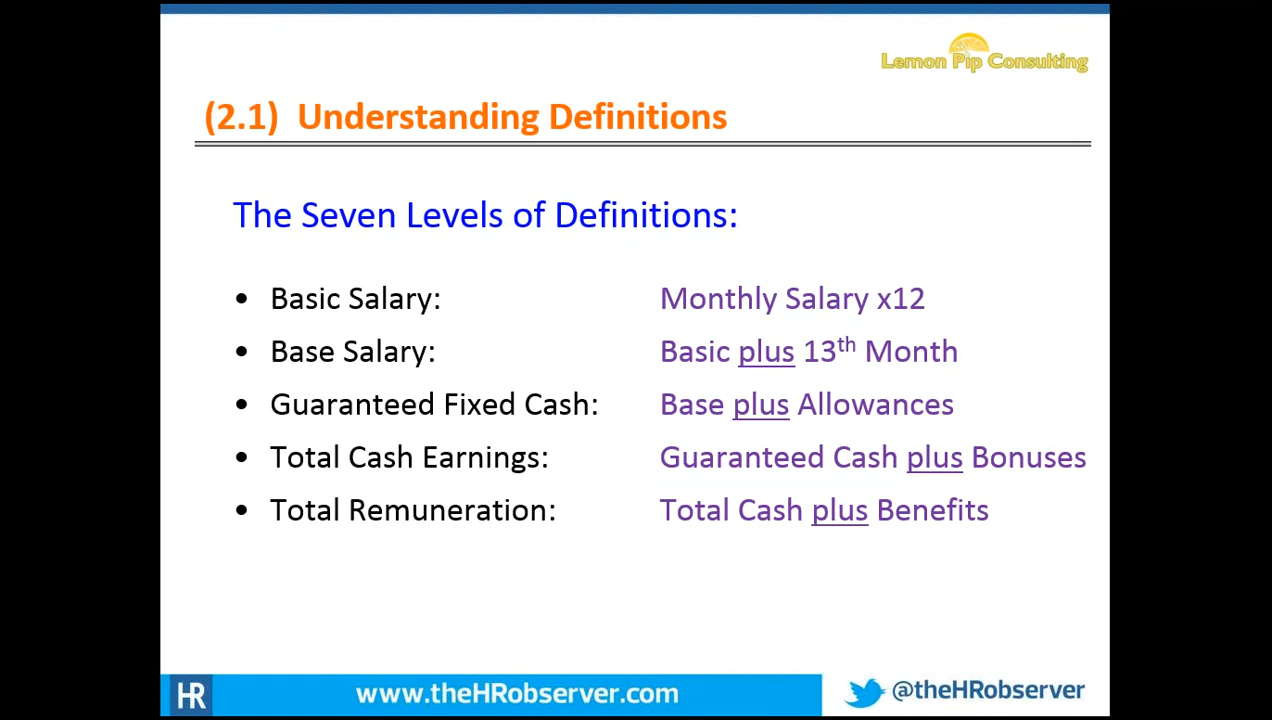 Lemon Pip Consulting
(2.1) Understanding Definitions
The Seven Levels of Definitions:
• Basic Salary: Monthly Salary x12
• Base Salary: Basic plus 13th Month
• Guaranteed Fixed Cash: Base plus Allowances
• Total Cash Earnings: Guaranteed Cash plus Bonuses
• Total Remuneration: Total Cash plus Benefits
HR www.theHRobserver.com @theHRobserver